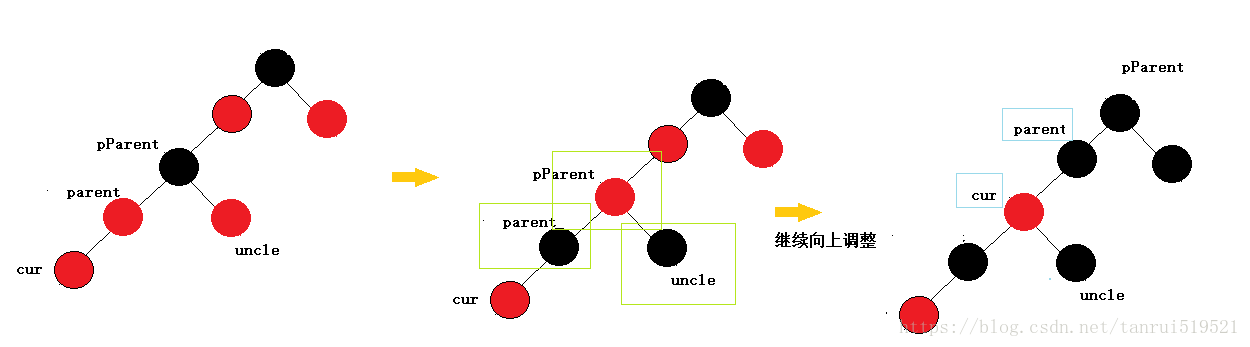 pParent
parent
uncle
cur
pParent
parent
uncle
cur
继续向上调整
pParent
parent
cur
uncle
https://blog.csdn.net/tanrui519521